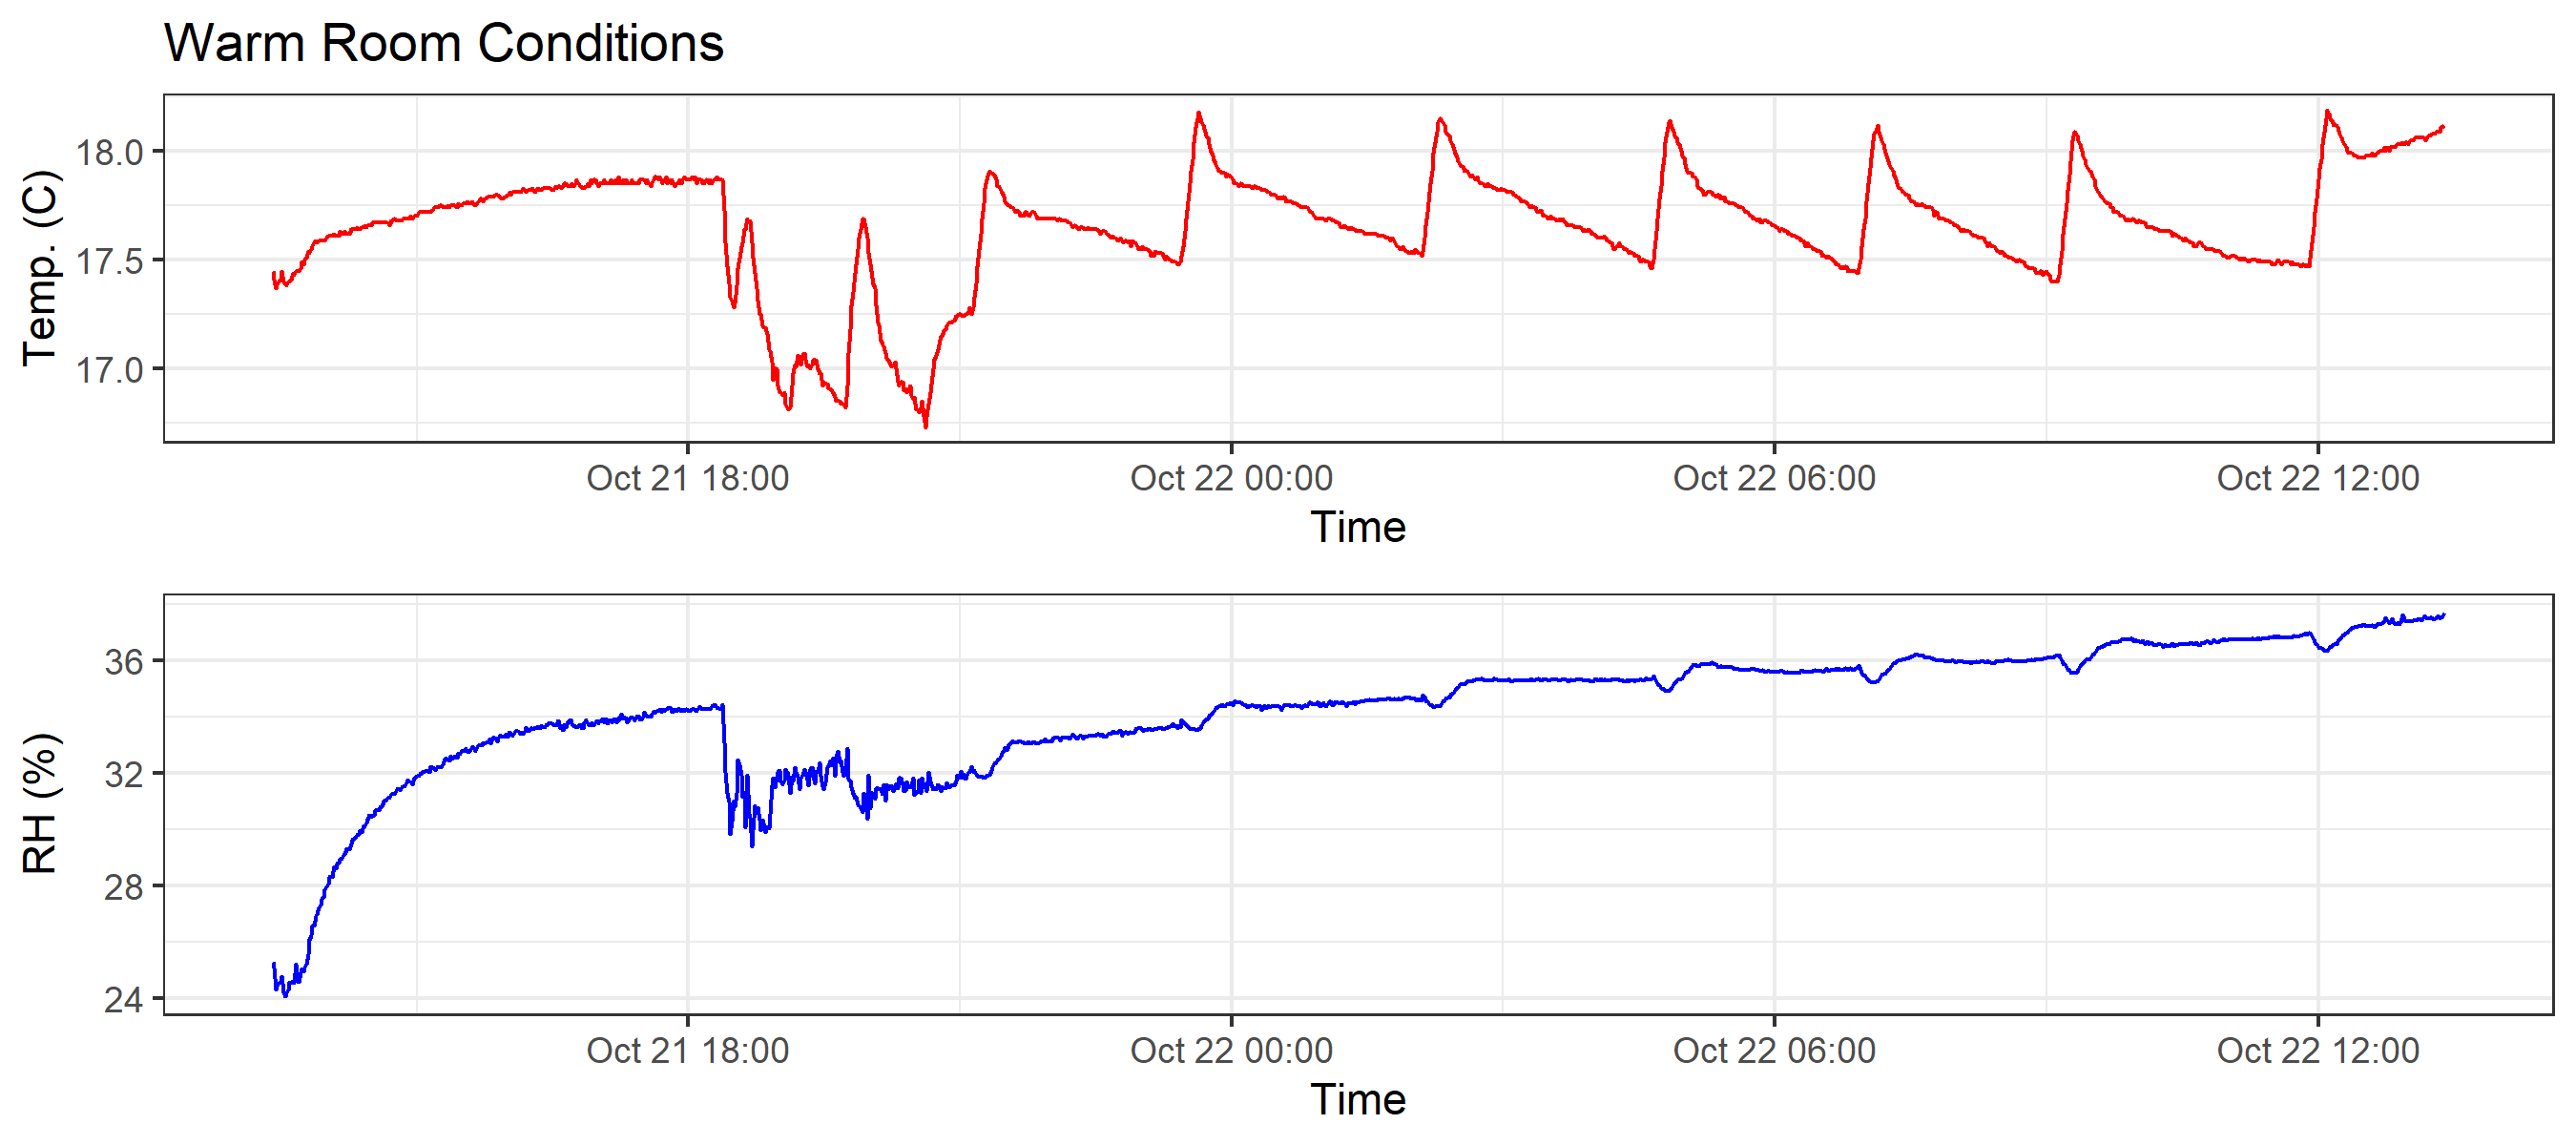 Warm Room Conditions
Temp. (C)
18.0
17.5
17.0
Oct 21 18:00 Oct 22 00:00 Oct 22 06:00 Oct 22 12:00
Time
RH (%)
36
32
28
24
Oct 21 18:00 Oct 22 00:00 Oct 22 06:00 Oct 22 12:00
Time